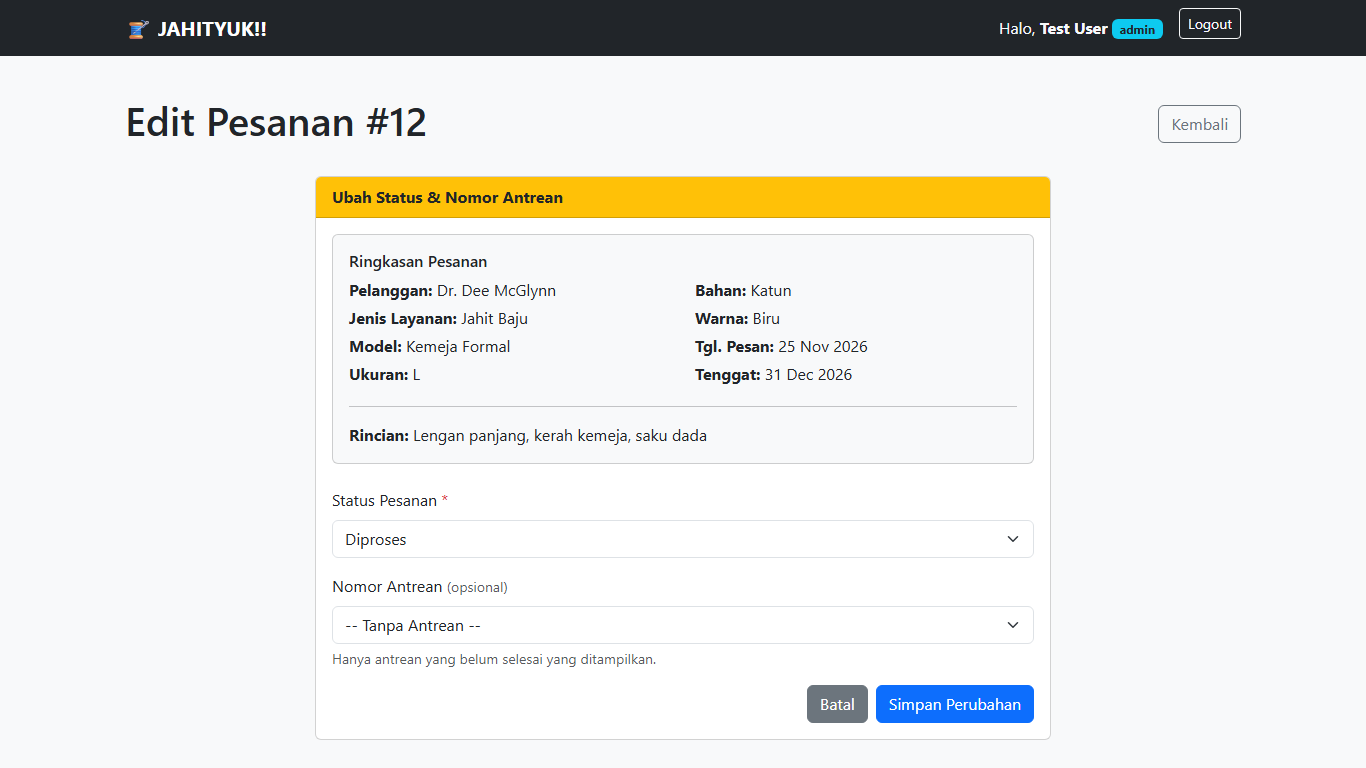 JAHITYUK!!
Halo, Test User admin
Logout
Edit Pesanan #12
Kembali
Ubah Status & Nomor Antrean
Ringkasan Pesanan
Pelanggan: Dr. Dee McGlynn
Jenis Layanan: Jahit Baju
Model: Kemeja Formal
Ukuran: L
Bahan: Katun
Warna: Biru
Tgl. Pesan: 25 Nov 2026
Tenggat: 31 Dec 2026
Rincian: Lengan panjang, kerah kemeja, saku dada
Status Pesanan *
Diproses
Nomor Antrean (opsional)
-- Tanpa Antrean --
Hanya antrean yang belum selesai yang ditampilkan.
Batal
Simpan Perubahan